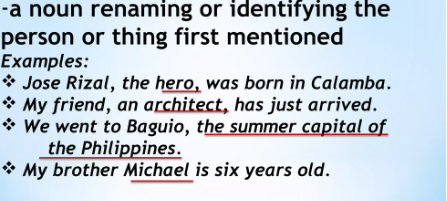 -a noun renaming or identifying the
person or thing first mentioned
Examples:
❖ Jose Rizal, the hero, was born in Calamba.
❖ My friend, an architect, has just arrived.
❖ We went to Baguio, the summer capital of
the Philippines.
❖ My brother Michael is six years old.